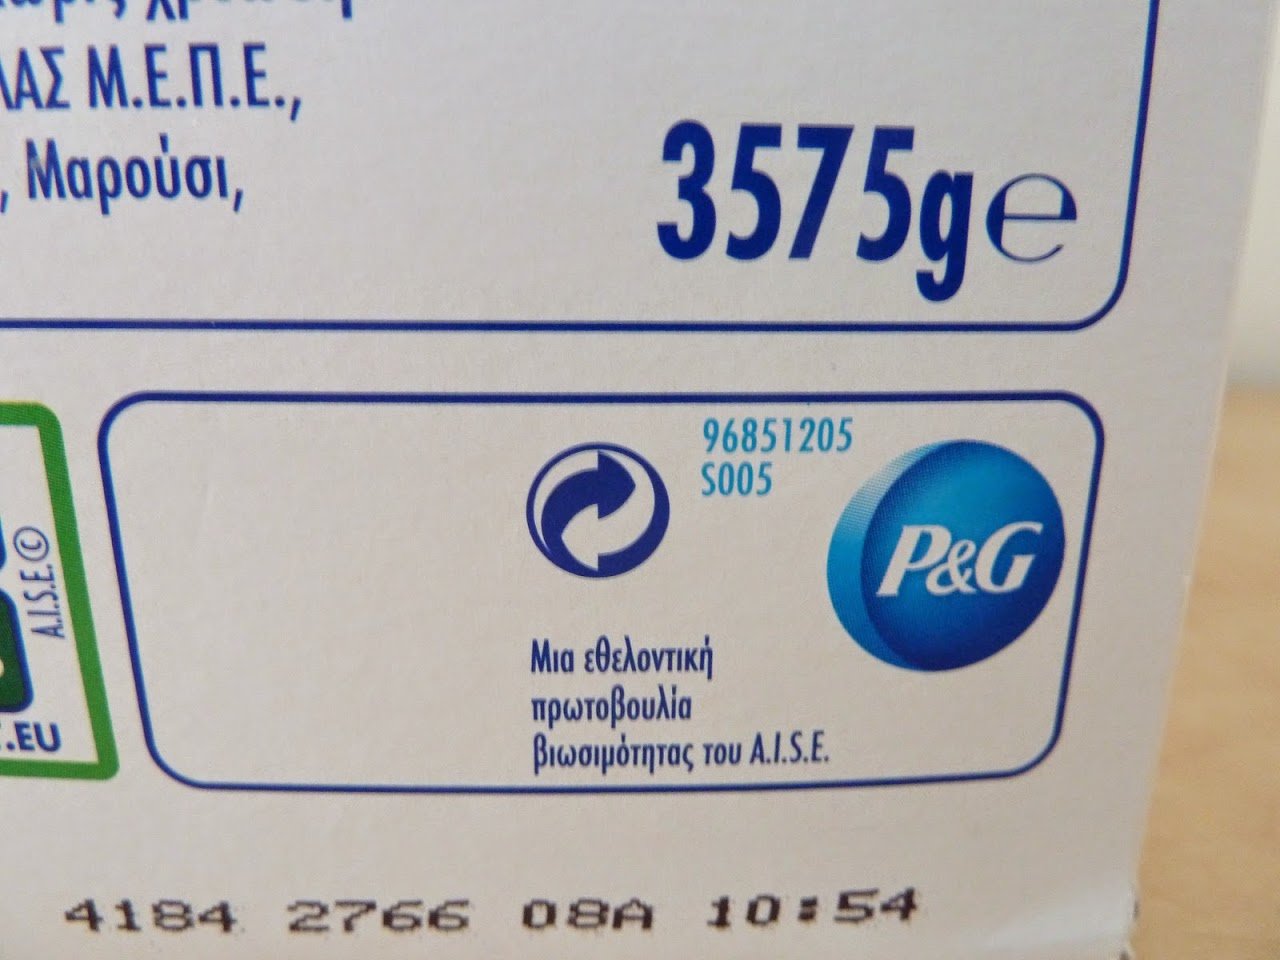 ΛΑΣ Μ.Ε.Π.Ε.,
, Μαρούσι,
3575g℮
96851205
S005
P&G
A.I.S.E.©
.EU
Μια εθελοντική
πρωτοβουλία
βιωσιμότητας του A.I.S.E.
4184 2766 08A 10:54